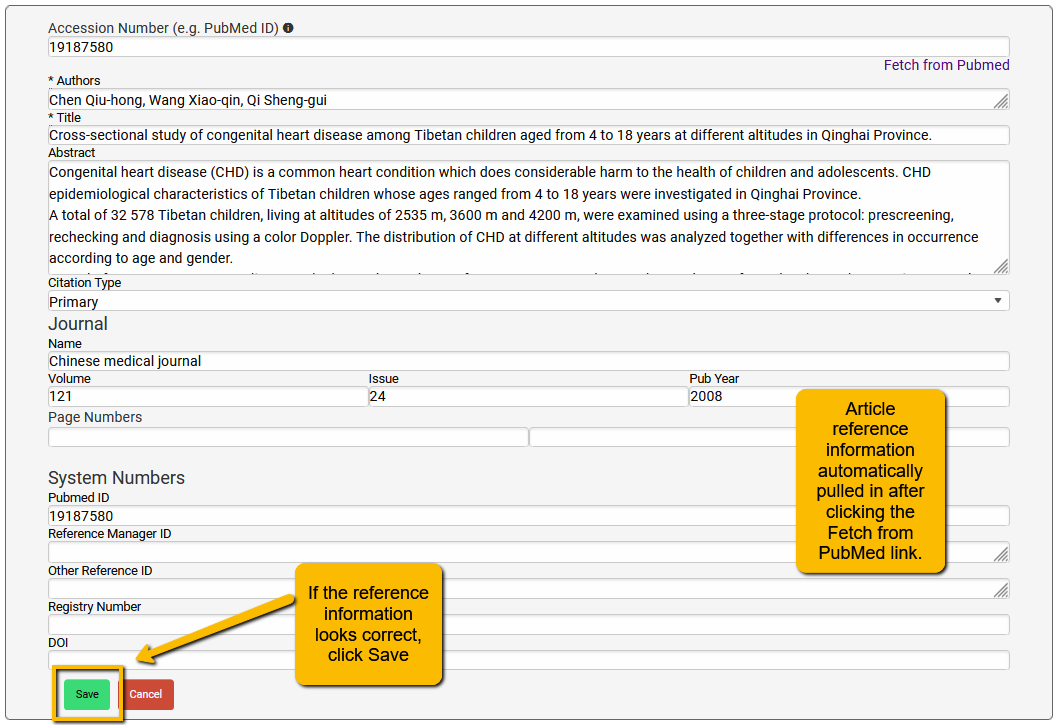 Accession Number (e.g. PubMed ID)
19187580
Fetch from Pubmed
* Authors
Chen Qiu-hong, Wang Xiao-qin, Qi Sheng-gui
* Title
Cross-sectional study of congenital heart disease among Tibetan children aged from 4 to 18 years at different altitudes in Qinghai Province.
Abstract
Congenital heart disease (CHD) is a common heart condition which does considerable harm to the health of children and adolescents. CHD
epidemiological characteristics of Tibetan children whose ages ranged from 4 to 18 years were investigated in Qinghai Province.
A total of 32 578 Tibetan children, living at altitudes of 2535 m, 3600 m and 4200 m, were examined using a three-stage protocol: prescreening,
rechecking and diagnosis using a color Doppler. The distribution of CHD at different altitudes was analyzed together with differences in occurrence
according to age and gender.
Citation Type
Primary
Journal
Name
Chinese medical journal
Volume Issue Pub Year
121 24 2008
Page Numbers
System Numbers
Pubmed ID
19187580
Reference Manager ID
Other Reference ID
Registry Number
DOI
Save Cancel
Article
reference
information
automatically
pulled in after
clicking the
Fetch from
PubMed link.
If the reference
information
looks correct,
click Save